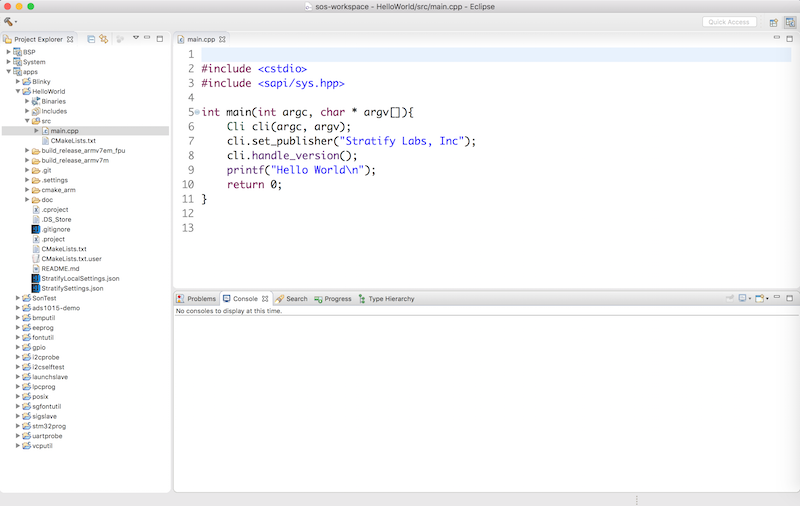 sos-workspace - HelloWorld/src/main.cpp - Eclipse
Quick Access
Project Explorer
BSP
System
apps
Blinky
HelloWorld
Binaries
Includes
src
main.cpp
CMakeLists.txt
build_release_armv7em_fpu
build_release_armv7m
.git
.settings
cmake_arm
doc
.cproject
.DS_Store
.gitignore
.project
CMakeLists.txt
CMakeLists.txt.user
README.md
StratifyLocalSettings.json
StratifySettings.json
SonTest
ads1015-demo
bmputil
eeprog
fontutil
gpio
i2cprobe
i2cselftest
launchslave
lpcprog
posix
sgfontutil
sigslave
stm32prog
uartprobe
vcputil
main.cpp
1
2 #include <cstdio>
3 #include <sapi/sys.hpp>
4
5 int main(int argc, char * argv[]){
6 Cli cli(argc, argv);
7 cli.set_publisher("Stratify Labs, Inc");
8 cli.handle_version();
9 printf("Hello World\n");
10 return 0;
11 }
12
13
Problems Console Search Progress Type Hierarchy
No consoles to display at this time.